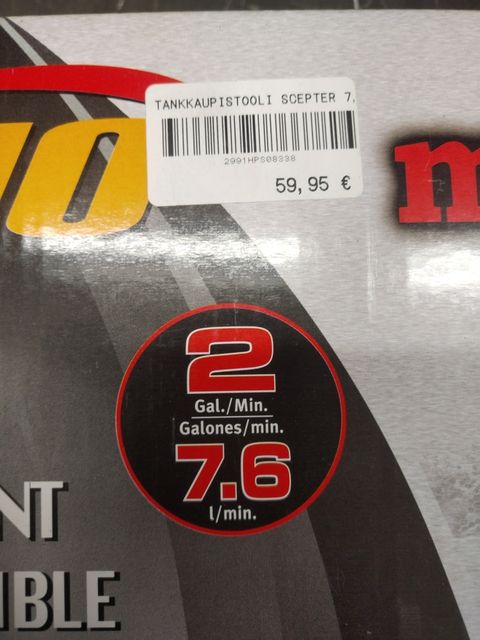 TANKKAUPISTOOLI SCEPTER 7,
2991HPS08338
59,95 €
2
Gal./Min.
Galones/min.
7.6
l/min.
NT
IBLE